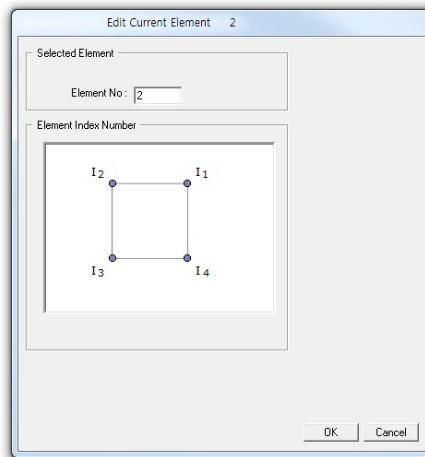 Edit Current Element 2
Selected Element
Element No : 2
Element Index Number
I2 I1
I3 I4
OK Cancel